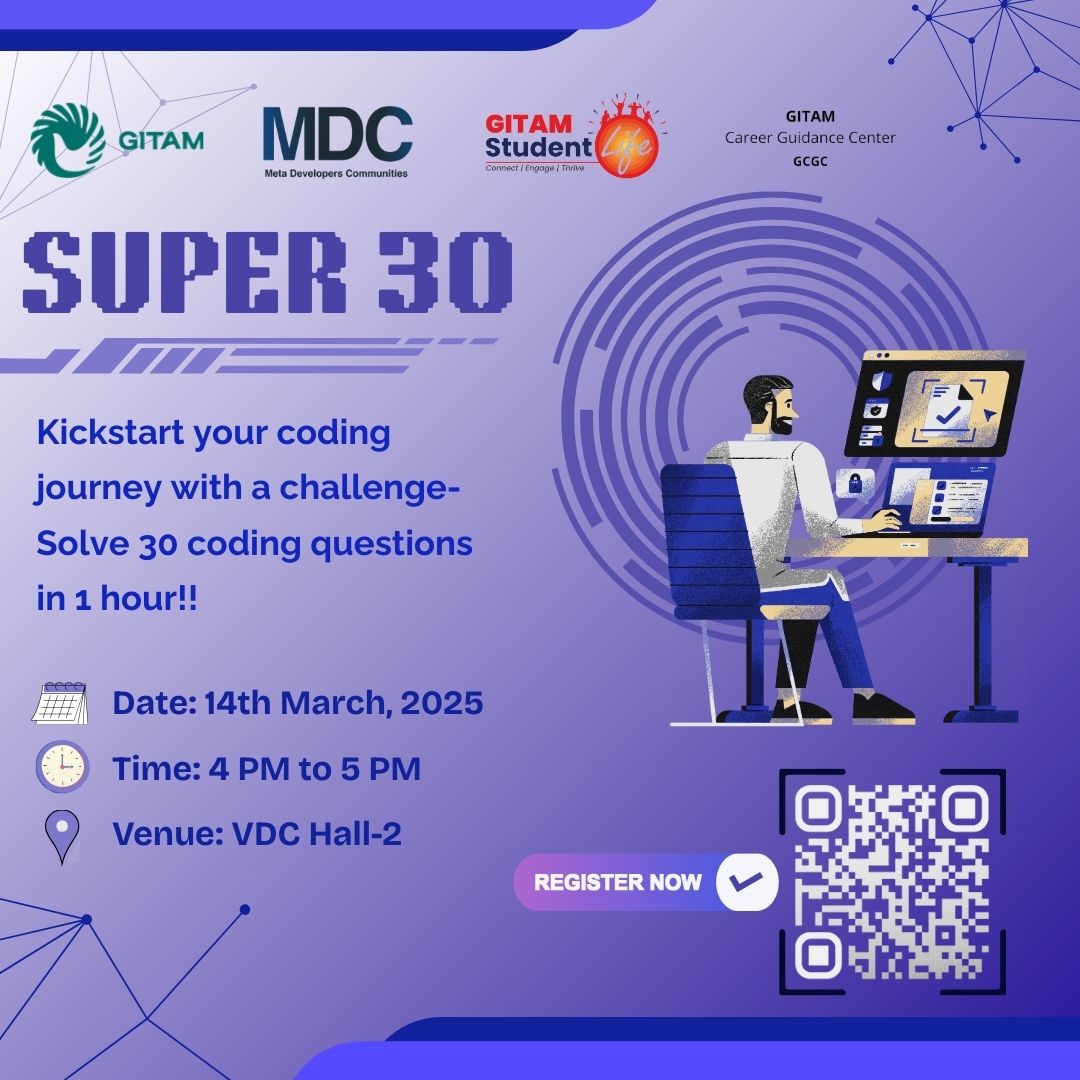 GITAM
MDC
Meta Developers Communities
GITAM
Student Life
Connect | Engage | Thrive
GITAM
Career Guidance Center
GCGC
SUPER 30
Kickstart your coding
journey with a challenge-
Solve 30 coding questions
in 1 hour!!
Date: 14th March, 2025
Time: 4 PM to 5 PM
Venue: VDC Hall-2
REGISTER NOW